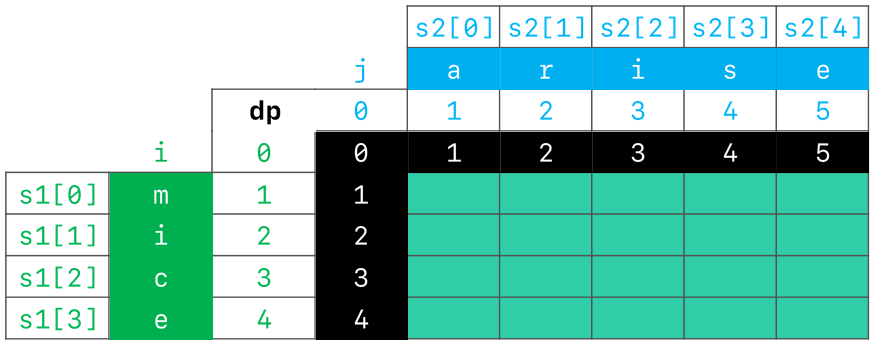 s2[0] s2[1] s2[2] s2[3] s2[4]
j a r i s e
dp 0 1 2 3 4 5
i 0 0 1 2 3 4 5
s1[0] m 1 1
s1[1] i 2 2
s1[2] c 3 3
s1[3] e 4 4